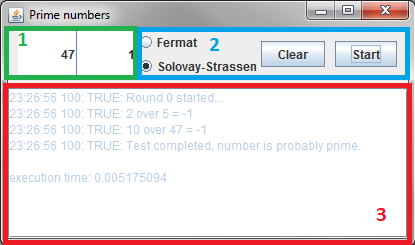 Prime numbers
1
47
1
2
Fermat
Solovay-Strassen
Clear
Start
23:26:56 100: TRUE: Round 0 started...
23:26:56 100: TRUE: 2 over 5 = -1
23:26:56 100: TRUE: 10 over 47 = -1
23:26:56 100: TRUE: Test completed, number is probably prime.
execution time: 0.005175094
3